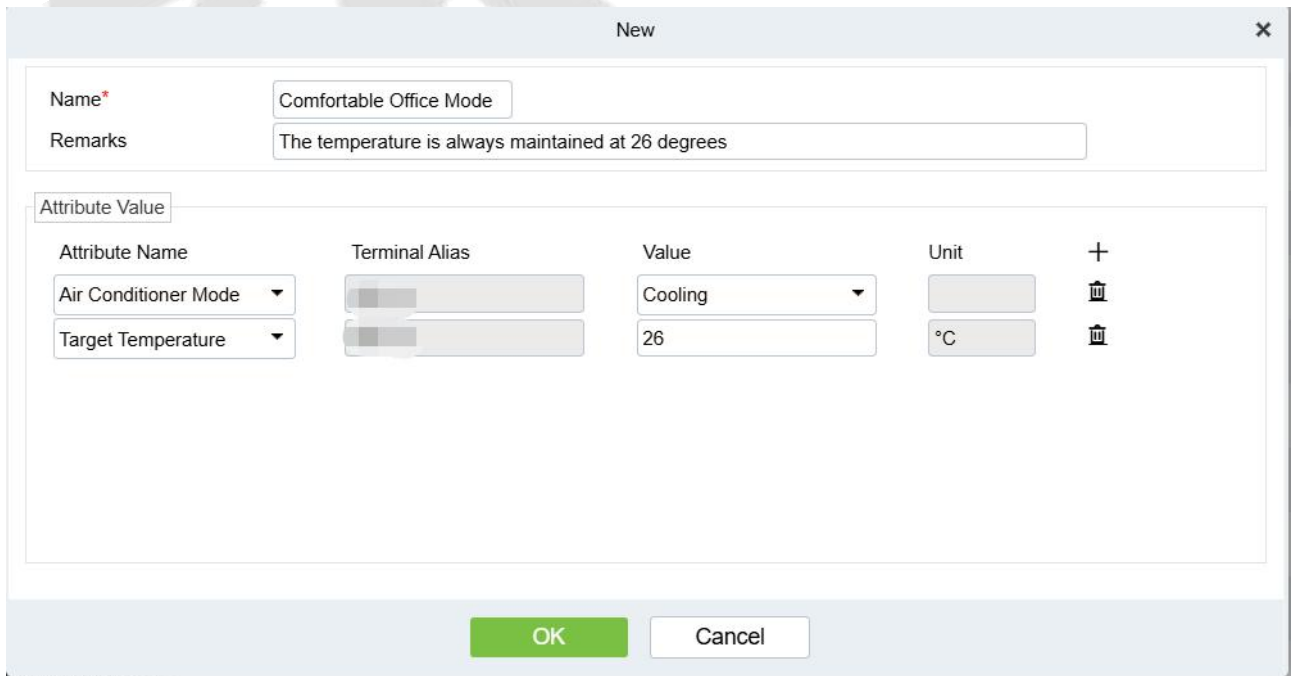 New
Name* Comfortable Office Mode
Remarks The temperature is always maintained at 26 degrees
Attribute Value
Attribute Name Terminal Alias Value Unit
Air Conditioner Mode Cooling
Target Temperature 26 °C
OK Cancel